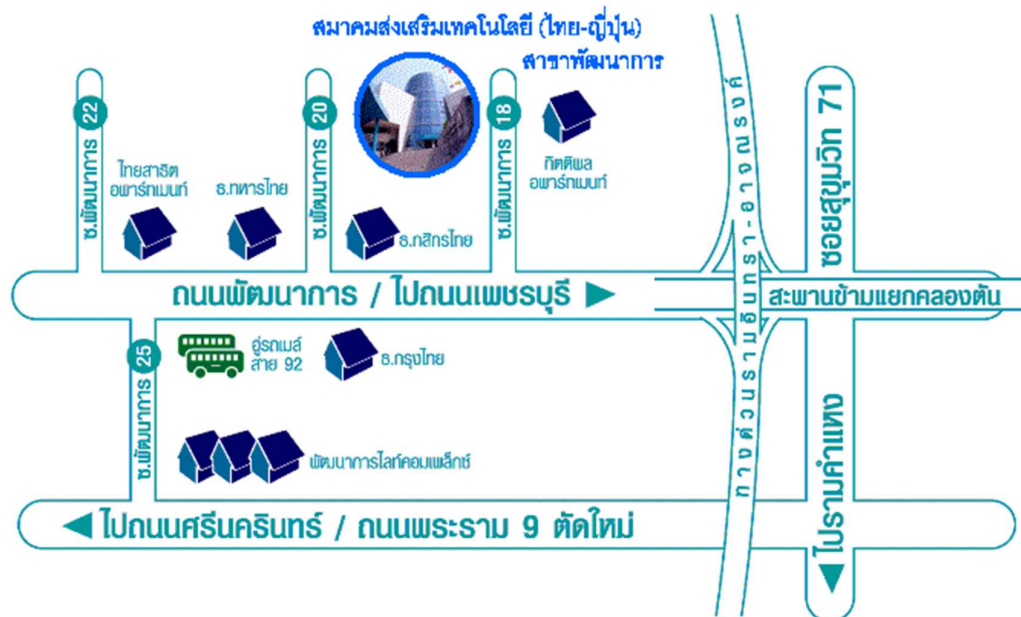 สมาคมส่งเสริมเทคโนโลยี (ไทย-ญี่ปุ่น)
สาขาพัฒนาการ
ซ.พัฒนาการ 22
ซ.พัฒนาการ 20
ซ.พัฒนาการ 18
ไทยสาธิต
อพาร์ทเมนท์
ธ.ทหารไทย
ธ.กสิกรไทย
กิตติพล
อพาร์ทเมนท์
ทางด่วนรามอินทรา-อาจณรงค์
ซอยสุขุมวิท 71
ถนนพัฒนาการ / ไปถนนเพชรบุรี ▶
สะพานข้ามแยกคลองตัน
ซ.พัฒนาการ 25
อู่รถเมล์
สาย 92
ธ.กรุงไทย
พัฒนาการไลท์คอมเพล็กซ์
◀ ไปรามคำแหง
◀ ไปถนนศรีนครินทร์ / ถนนพระราม 9 ตัดใหม่